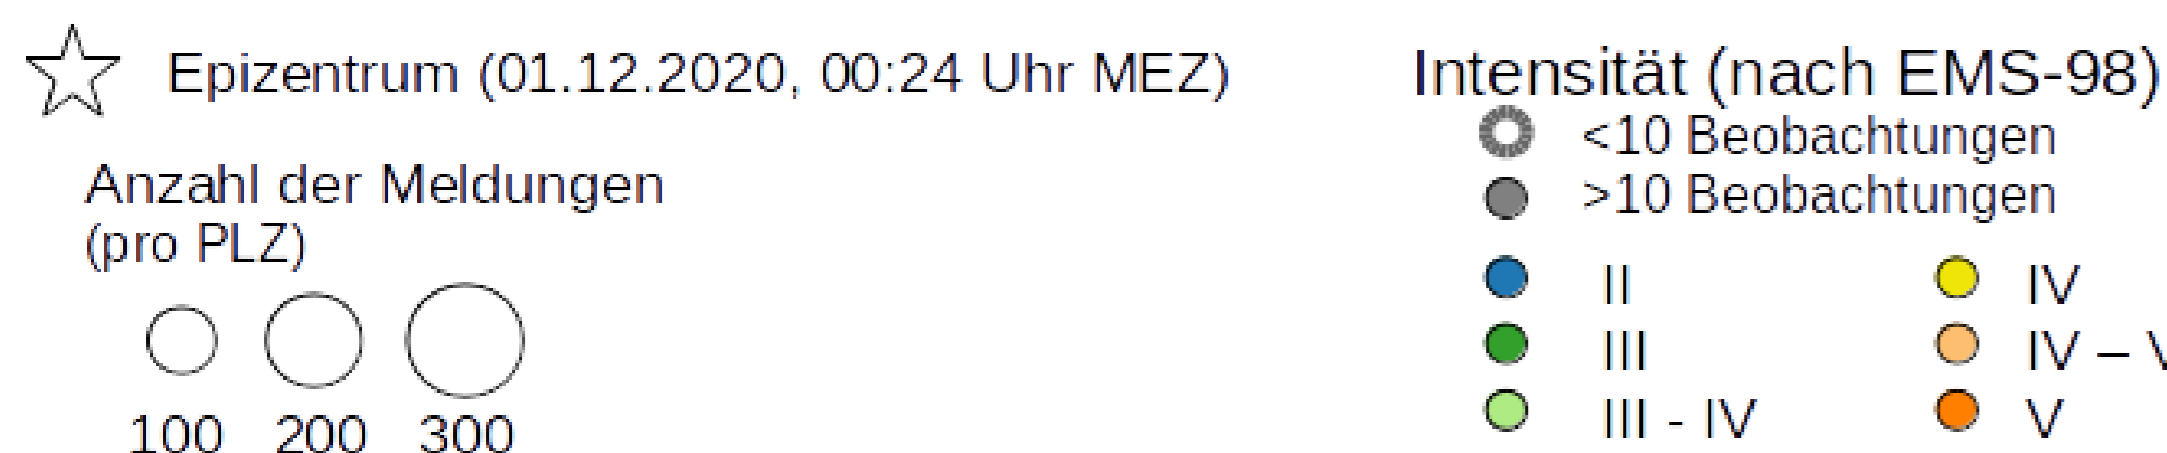 Epizentrum (01.12.2020, 00:24 Uhr MEZ)
Anzahl der Meldungen
(pro PLZ)
100 200 300
Intensität (nach EMS-98)
<10 Beobachtungen
>10 Beobachtungen
II
III
III - IV
IV
IV – V
V